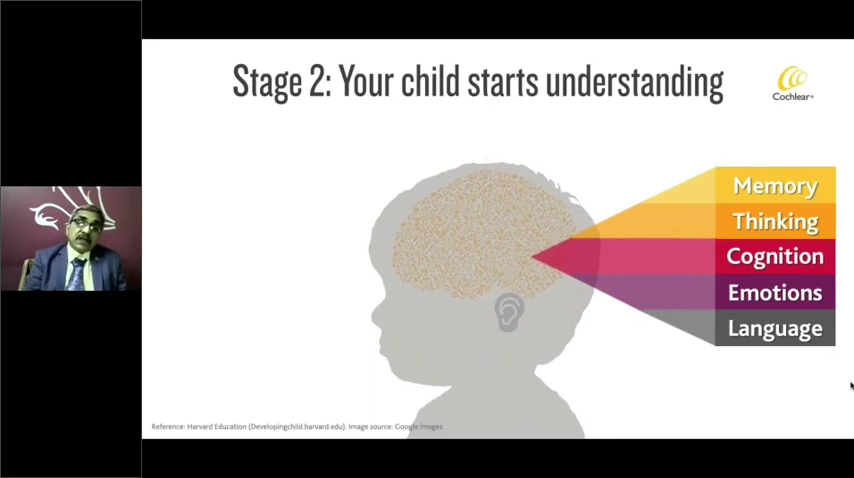 Stage 2: Your child starts understanding
Cochlear®
Memory
Thinking
Cognition
Emotions
Language
Reference: Harvard Education (Developingchild.harvard.edu). Image source: Google images